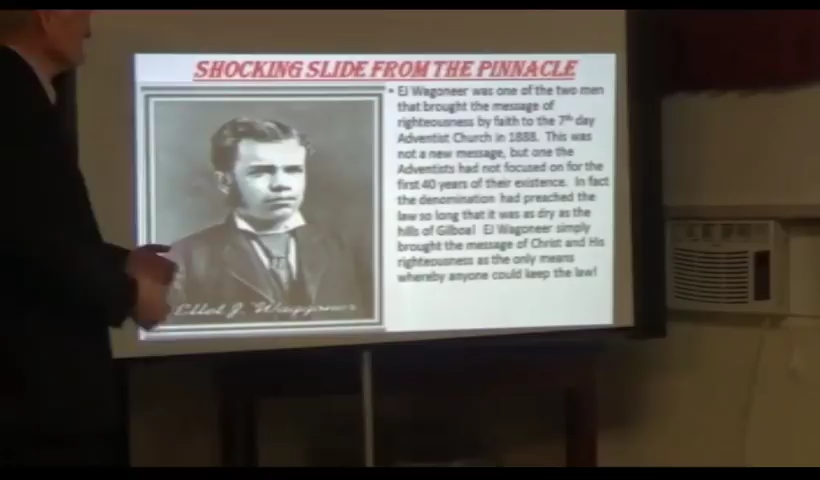 SHOCKING SLIDE FROM THE PINNACLE
• EJ Wagoneer was one of the two men
that brought the message of
righteousness by faith to the 7th day
Adventist Church in 1888. This was
not a new message, but one the
Adventists had not focused on for the
first 40 years of their existence. In fact
the denomination had preached the
law so long that it was as dry as the
hills of Gilboa! EJ Wagoneer simply
brought the message of Christ and His
righteousness as the only means
whereby anyone could keep the law!
Ellet J. Waggoner